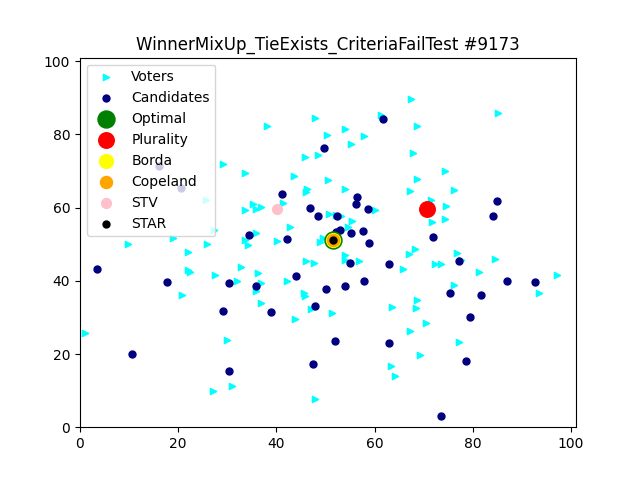 WinnerMixUp_TieExists_CriteriaFailTest #9173
100
80
60
40
20
0
0 20 40 60 80 100
Voters
Candidates
Optimal
Plurality
Borda
Copeland
STV
STAR